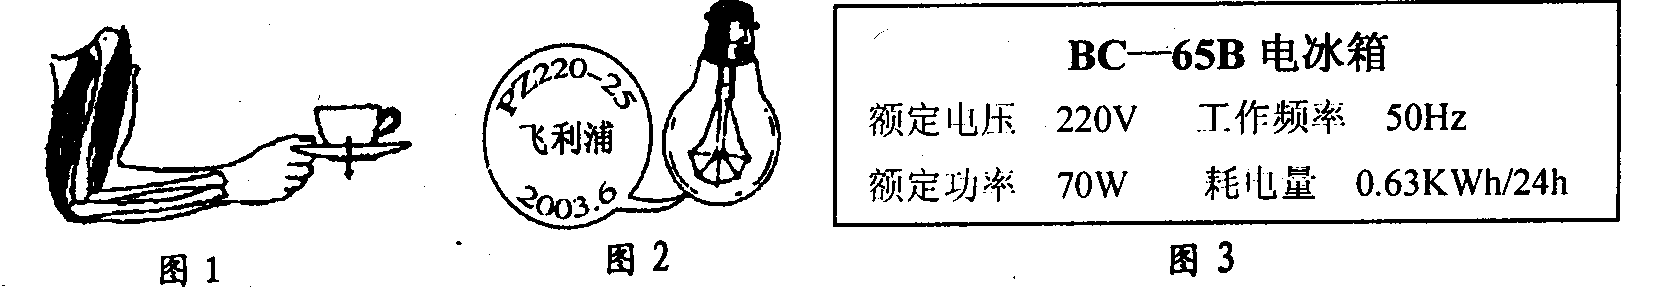 PZ220-25
飞利浦
2003.6
BC—65B 电冰箱
额定电压 220V 工作频率 50Hz
额定功率 70W 耗电量 0.63KWh/24h
图 1
图 2
图 3